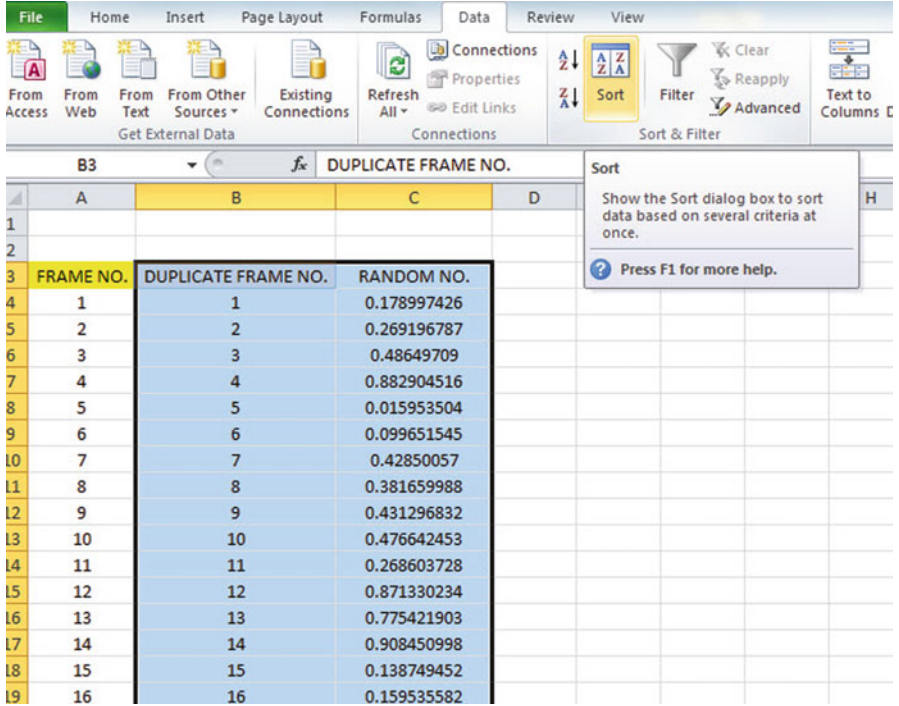 File Home Insert Page Layout Formulas Data Review View
From Access From Web From Text From Other Sources Existing Connections Refresh All Connections Properties Edit Links Sort Filter Clear Reapply Advanced Text to Columns
Get External Data Connections Sort & Filter
B3 fx DUPLICATE FRAME NO.
Sort
Show the Sort dialog box to sort
data based on several criteria at
once.
Press F1 for more help.
A B C D H
1
2
3 FRAME NO. DUPLICATE FRAME NO. RANDOM NO.
4 1 1 0.178997426
5 2 2 0.269196787
6 3 3 0.48649709
7 4 4 0.882904516
8 5 5 0.015953504
9 6 6 0.099651545
10 7 7 0.42850057
11 8 8 0.381659988
12 9 9 0.431296832
13 10 10 0.476642453
14 11 11 0.268603728
15 12 12 0.871330234
16 13 13 0.775421903
17 14 14 0.908450998
18 15 15 0.138749452
19 16 16 0.159535582